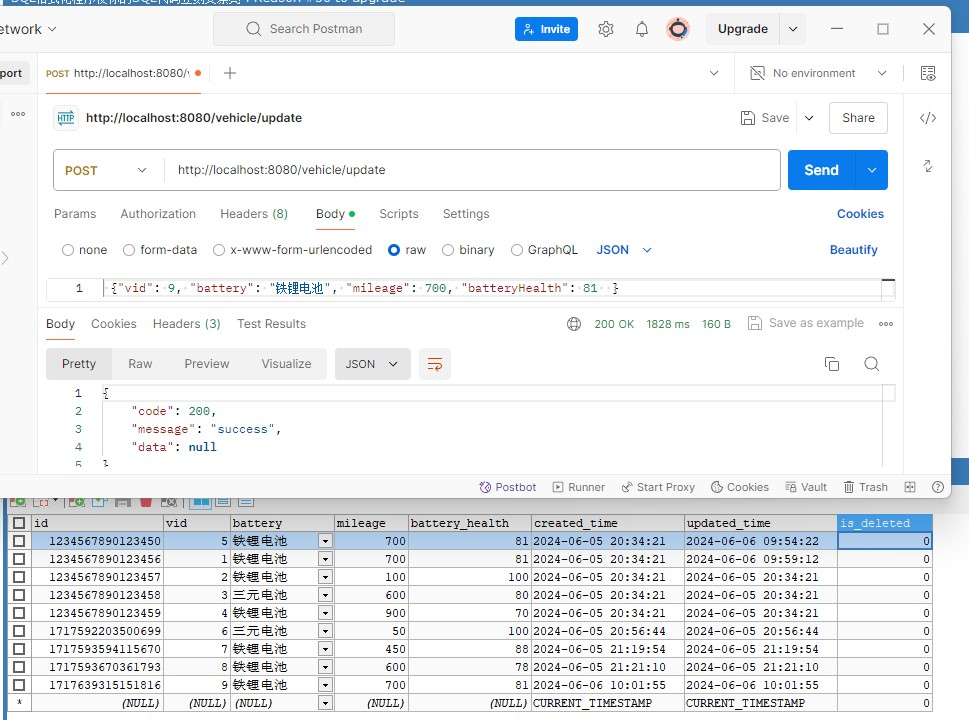 etwork
Search Postman
Invite
Upgrade
port
POST http://localhost:8080/v
No environment
HTTP http://localhost:8080/vehicle/update
Save
Share
POST
http://localhost:8080/vehicle/update
Send
Params
Authorization
Headers (8)
Body
Scripts
Settings
Cookies
none
form-data
x-www-form-urlencoded
raw
binary
GraphQL
JSON
Beautify
1 {"vid": 9, "battery": "铁锂电池", "mileage": 700, "batteryHealth": 81 }
Body
Cookies
Headers (3)
Test Results
200 OK
1828 ms
160 B
Save as example
Pretty
Raw
Preview
Visualize
JSON
1 {
2 "code": 200,
3 "message": "success",
4 "data": null
5 }
Postbot
Runner
Start Proxy
Cookies
Vault
Trash
id vid battery mileage battery_health created_time updated_time is_deleted
1234567890123450 5 铁锂电池 700 81 2024-06-05 20:34:21 2024-06-06 09:54:22 0
1234567890123456 1 铁锂电池 700 81 2024-06-05 20:34:21 2024-06-06 09:59:12 0
1234567890123457 2 铁锂电池 100 100 2024-06-05 20:34:21 2024-06-05 20:34:21 0
1234567890123458 3 三元电池 600 80 2024-06-05 20:34:21 2024-06-05 20:34:21 0
1234567890123459 4 铁锂电池 900 70 2024-06-05 20:34:21 2024-06-05 20:34:21 0
1717592203500699 6 三元电池 50 100 2024-06-05 20:56:44 2024-06-05 20:56:44 0
1717593594115670 7 铁锂电池 450 88 2024-06-05 21:19:54 2024-06-05 21:19:54 0
1717593670361793 8 铁锂电池 600 78 2024-06-05 21:21:10 2024-06-05 21:21:10 0
1717639315151816 9 铁锂电池 700 81 2024-06-06 10:01:55 2024-06-06 10:01:55 0
* (NULL) (NULL) (NULL) (NULL) (NULL) CURRENT_TIMESTAMP CURRENT_TIMESTAMP 0